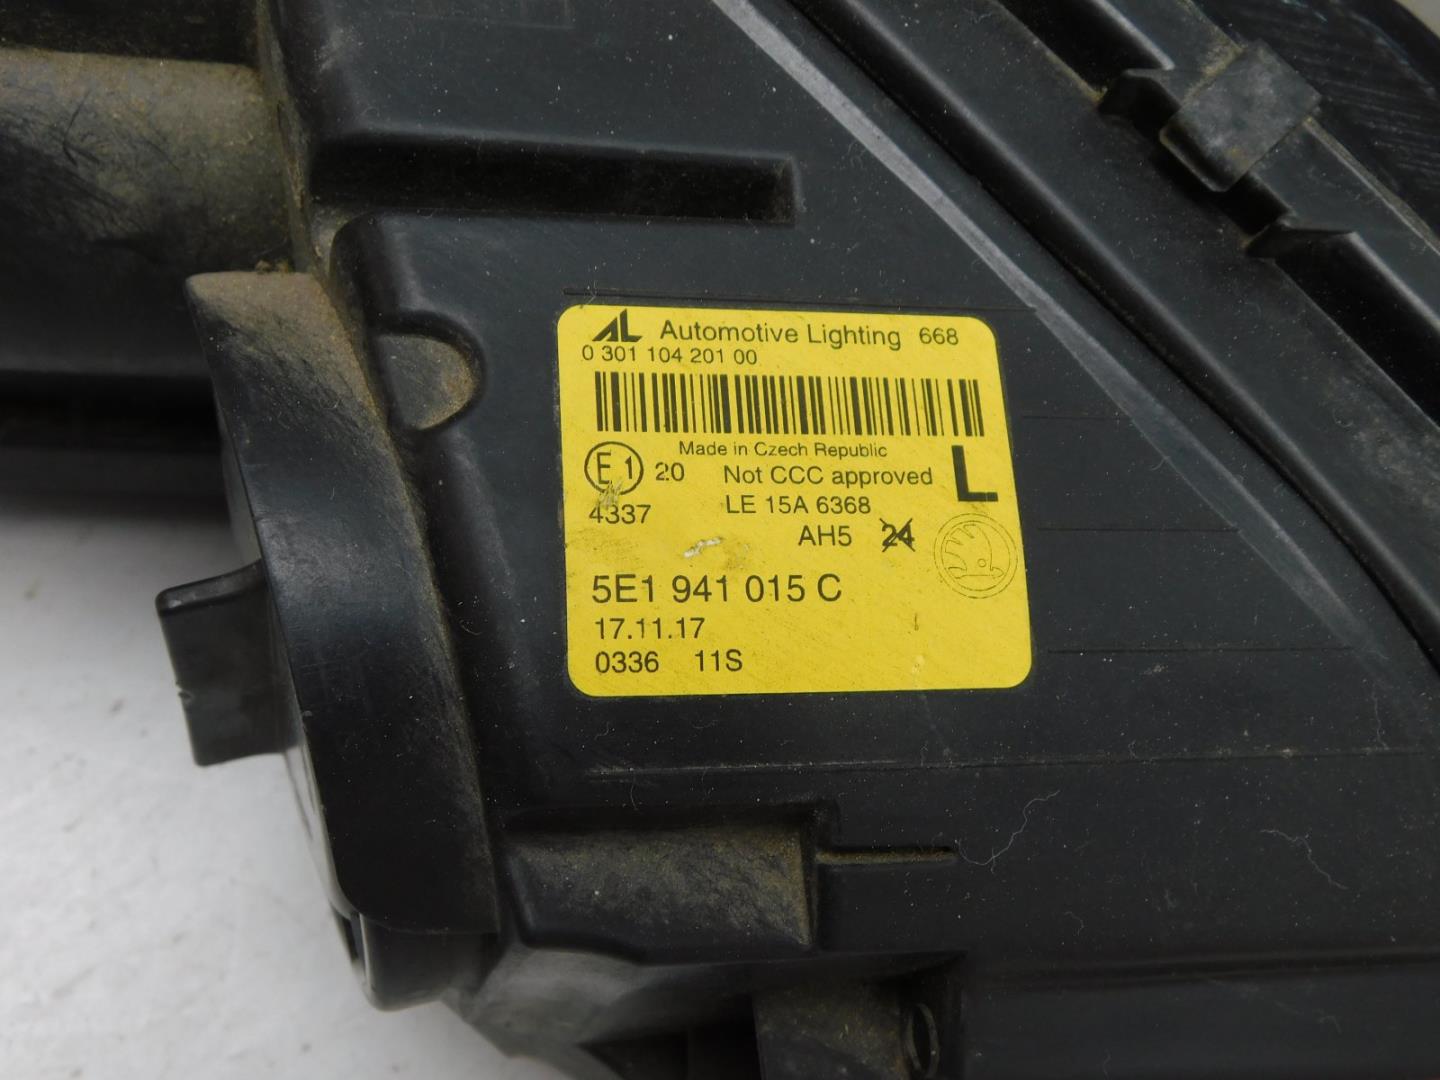 AL Automotive Lighting 668
0 301 104 201 00
Made in Czech Republic
E1 20 Not CCC approved L
4337 LE 15A 6368
AH5 24
5E1 941 015 C
17.11.17
0336 11S